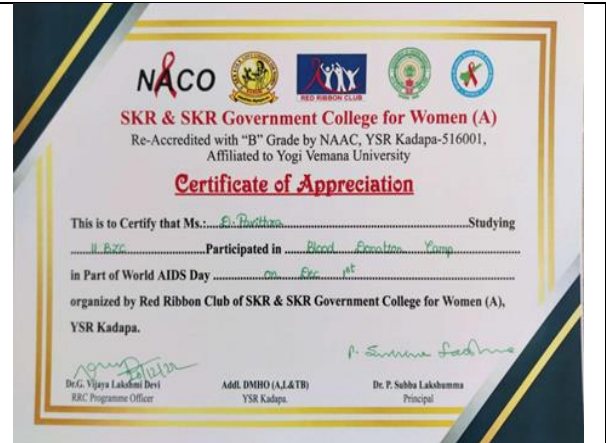 NACO
RED RIBBON CLUB
SKR & SKR Government College for Women (A)
Re-Accredited with “B” Grade by NAAC, YSR Kadapa-516001,
Affiliated to Yogi Vemana University
Certificate of Appreciation
This is to Certify that Ms.: D. Pavithra Studying
II BZC Participated in Blood Donation Camp
in Part of World AIDS Day on Dec 1st
organized by Red Ribbon Club of SKR & SKR Government College for Women (A),
YSR Kadapa.
Dr.G. Vijaya Lakshmi Devi Addl. DMHO (A,L&TB) Dr. P. Subba Lakshumma
RRC Programme Officer YSR Kadapa. Principal